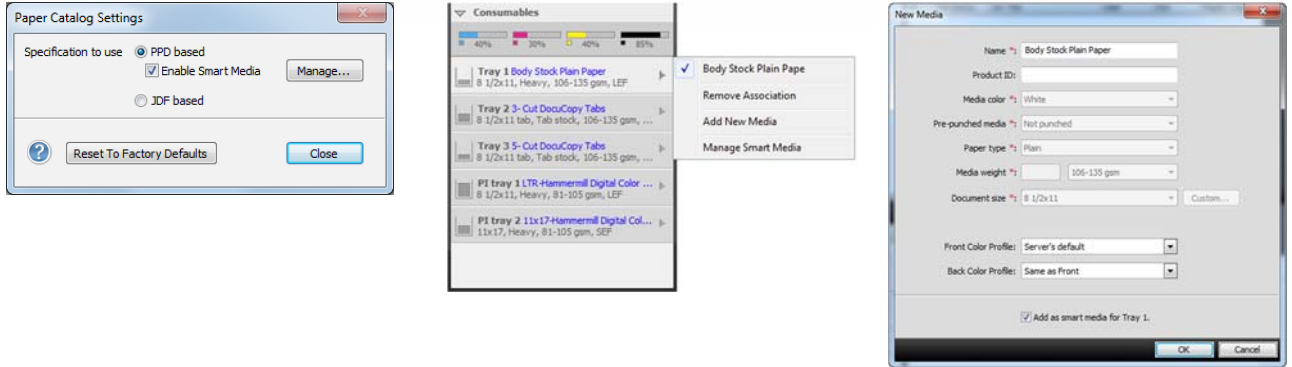 Paper Catalog Settings
Specification to use
PPD based
Enable Smart Media
Manage...
JDF based
Reset To Factory Defaults
Close
Consumables
40%
30%
40%
85%
Tray 1 Body Stock Plain Paper
8 1/2x11, Heavy, 106-135 gsm, LEF
Tray 2 3- Cut DocuCopy Tabs
8 1/2x11 tab, Tab stock, 106-135 gsm, ...
Tray 3 5- Cut DocuCopy Tabs
8 1/2x11 tab, Tab stock, 106-135 gsm, ...
PI tray 1 LTR-Hammermill Digital Color ...
8 1/2x11, Heavy, 81-105 gsm, LEF
PI tray 2 11x17-Hammermill Digital Col...
11x17, Heavy, 81-105 gsm, SEF
Body Stock Plain Pape
Remove Association
Add New Media
Manage Smart Media
New Media
Name *: Body Stock Plain Paper
Product ID:
Media color *: White
Pre-punched media *: Not punched
Paper type *: Plain
Media weight *: 106-135 gsm
Document size *: 8 1/2x11 Custom...
Front Color Profile: Server's default
Back Color Profile: Same as Front
Add as smart media for Tray 1.
OK Cancel